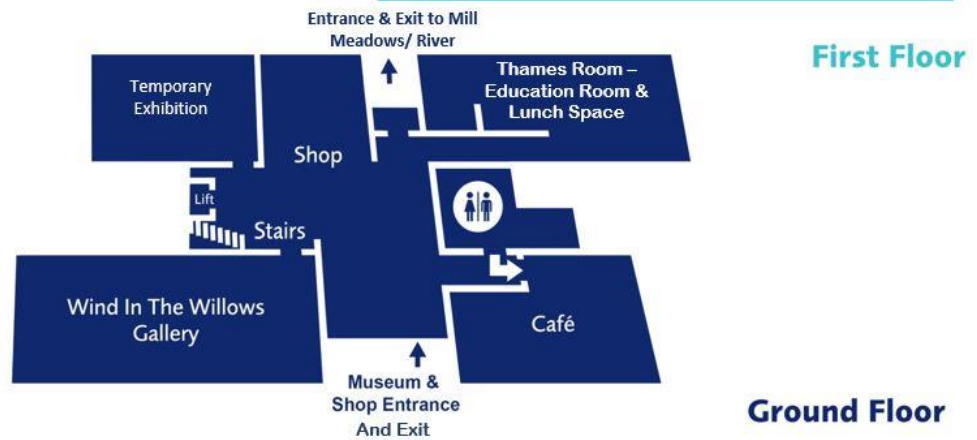 Entrance & Exit to Mill
Meadows/ River
First Floor
Temporary
Exhibition
Thames Room –
Education Room &
Lunch Space
Shop
Lift
Stairs
Wind In The Willows
Gallery
Café
Museum &
Shop Entrance
And Exit
Ground Floor